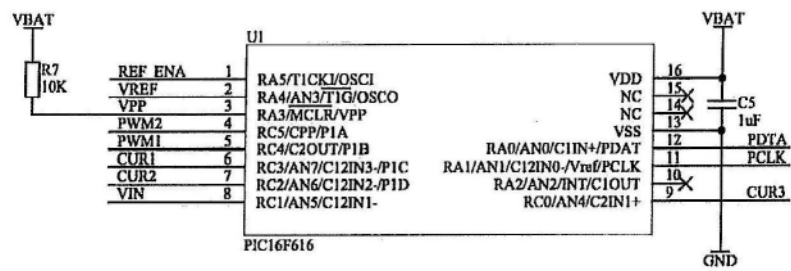 VBAT
VBAT
U1
R7
10K
REF_ENA 1 RA5/T1CKI/OSCI
VDD 16
VREF 2 RA4/AN3/T1G/OSCO
NC 15
VPP 3 RA3/MCLR/VPP
NC 14
C5
1uF
PWM2 4 RC5/CPP/P1A
VSS 13
PWM1 5 RC4/C2OUT/P1B
RA0/AN0/C1IN+/PDAT 12 PDTA
CUR1 6 RC3/AN7/C12IN3-/P1C
RA1/AN1/C12IN0-/Vref/PCLK 11 PCLK
CUR2 7 RC2/AN6/C12IN2-/P1D
RA2/AN2/INT/C1OUT 10
VIN 8 RC1/AN5/C12IN1-
RC0/AN4/C2IN1+ 9 CUR3
PIC16F616
GND